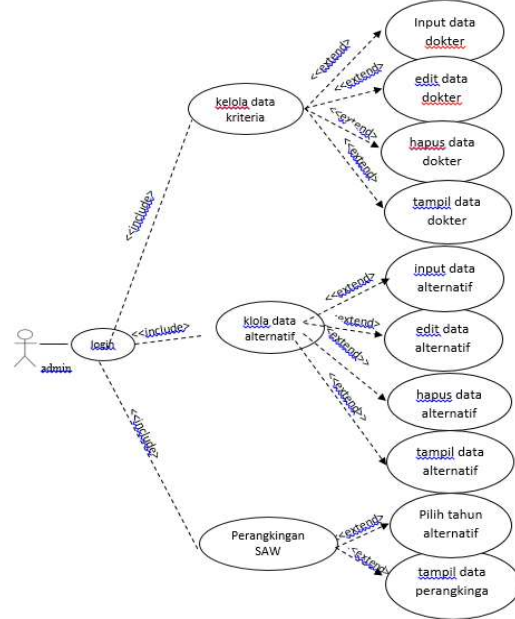 Input data
dokter
<<extend>
<<extend>
edit data
dokter
kelola data
kriteria
<<extend>
hapus data
dokter
<<extend>
tampil data
dokter
<<include>
input data
alternatif
<<extend>
klola data
alternatif
<extend>
edit data
alternatif
<<include>
login
admin
<extend>>
hapus data
alternatif
<<extend>>
tampil data
alternatif
<<include>
Pilih tahun
alternatif
<extend>
Perangkingan
SAW
<extend>
tampil data
perangkinga